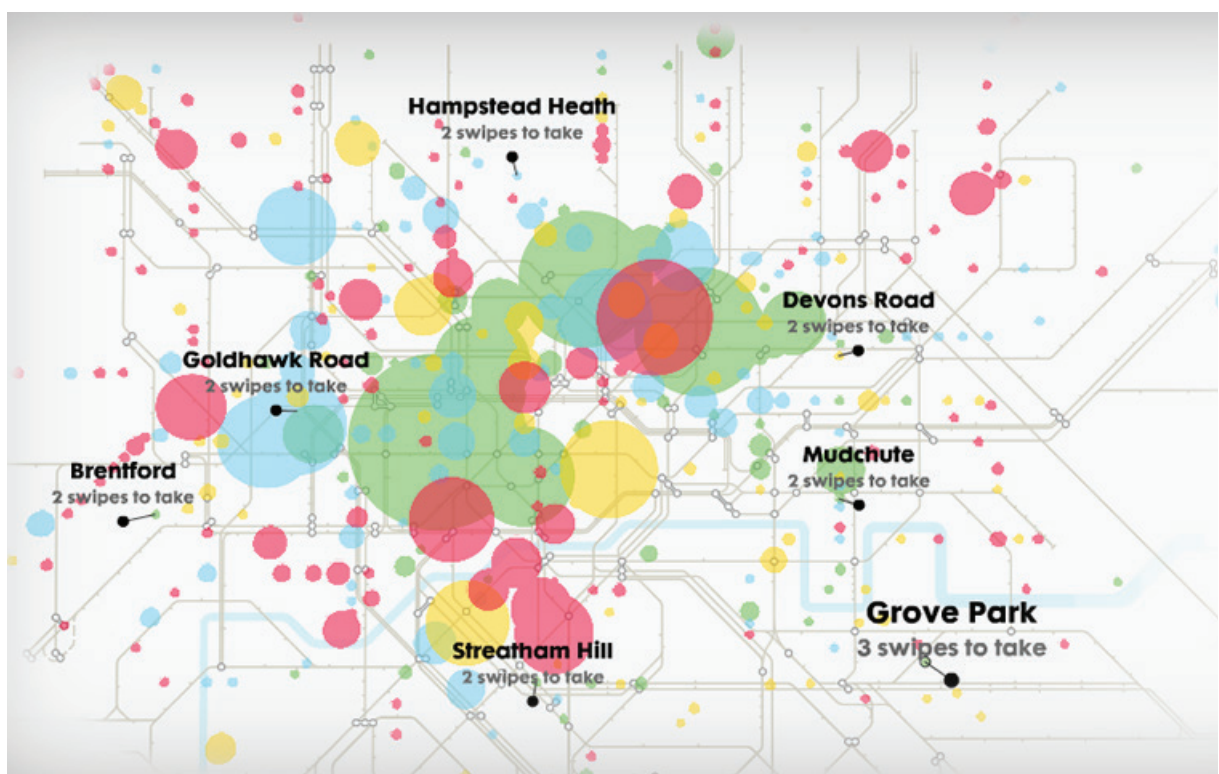 Hampstead Heath
2 swipes to take
Devons Road
2 swipes to take
Goldhawk Road
2 swipes to take
Brentford
2 swipes to take
Mudchute
2 swipes to take
Grove Park
3 swipes to take
Streatham Hill
2 swipes to take